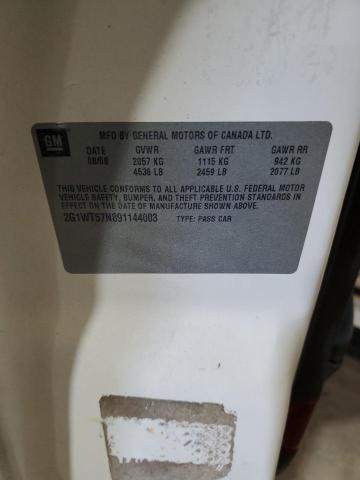 GM
MFD BY GENERAL MOTORS OF CANADA LTD.
DATE GVWR GAWR FRT GAWR RR
08/08 2057 KG 1115 KG 942 KG
4536 LB 2459 LB 2077 LB
THIS VEHICLE CONFORMS TO ALL APPLICABLE U.S. FEDERAL MOTOR
VEHICLE SAFETY, BUMPER, AND THEFT PREVENTION STANDARDS IN
EFFECT ON THE DATE OF MANUFACTURE SHOWN ABOVE.
2G1WT57N891144003 TYPE: PASS CAR